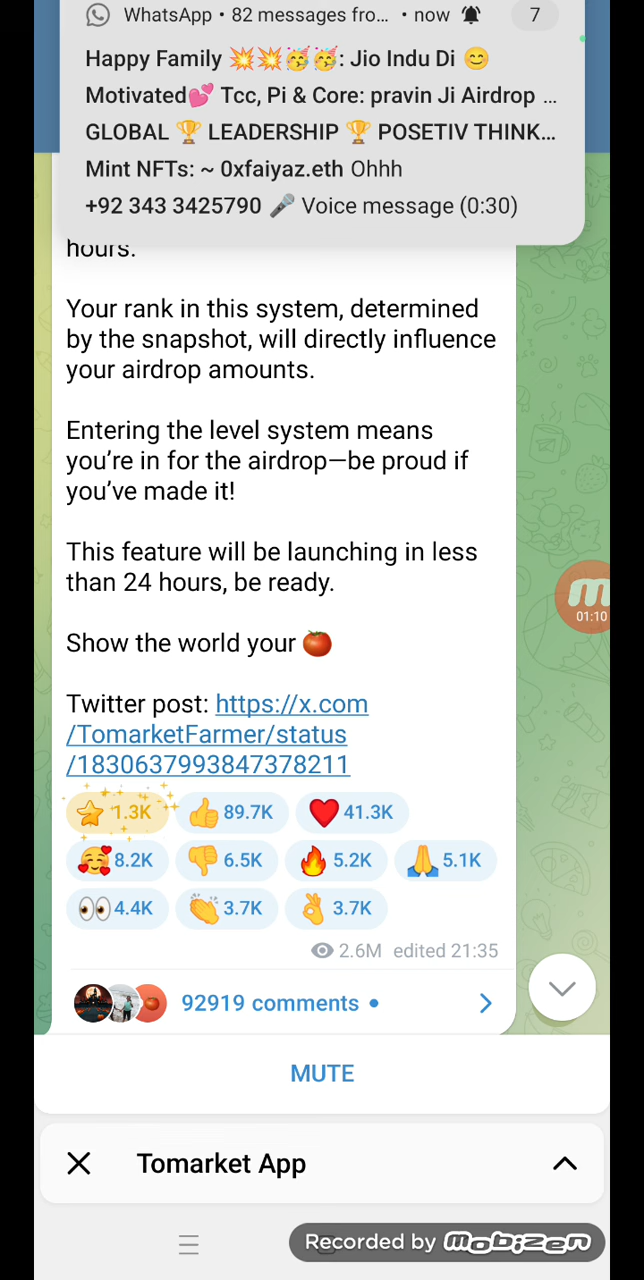 WhatsApp • 82 messages fro... • now 🔔 7
Happy Family 💥💥🥳🥳: Jio Indu Di 😊
Motivated💕 Tcc, Pi & Core: pravin Ji Airdrop ...
GLOBAL 🏆 LEADERSHIP 🏆 POSETIV THINK...
Mint NFTs: ~ 0xfaiyaz.eth Ohhh
+92 343 3425790 🎤 Voice message (0:30)
hours.
Your rank in this system, determined
by the snapshot, will directly influence
your airdrop amounts.
Entering the level system means
you’re in for the airdrop—be proud if
you’ve made it!
This feature will be launching in less
than 24 hours, be ready.
01:10
Show the world your 🍅
Twitter post: https://x.com
/TomarketFarmer/status
/1830637993847378211
⭐ 1.3K 👍 89.7K ❤️ 41.3K
🥰 8.2K 👎 6.5K 🔥 5.2K 🙏 5.1K
👀 4.4K 👏 3.7K 👌 3.7K
2.6M edited 21:35
92919 comments •
MUTE
Tomarket App
Recorded by mobizen